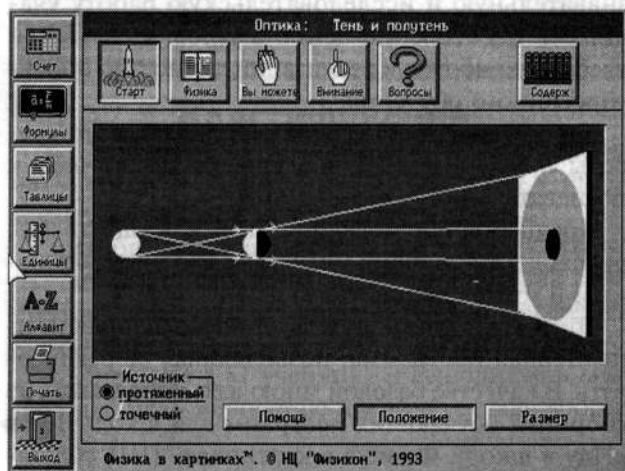 Оптика: Тень и полутень
Счет
Формулы
Таблицы
Единицы
A-Z
Алфавит
Печать
Выход
Старт
Физика
Вы можете
Внимание
Вопросы
Содерж
Источник
протяженный
точечный
Помощь
Положение
Размер
Физика в картинках™. © НЦ "Физикон", 1993